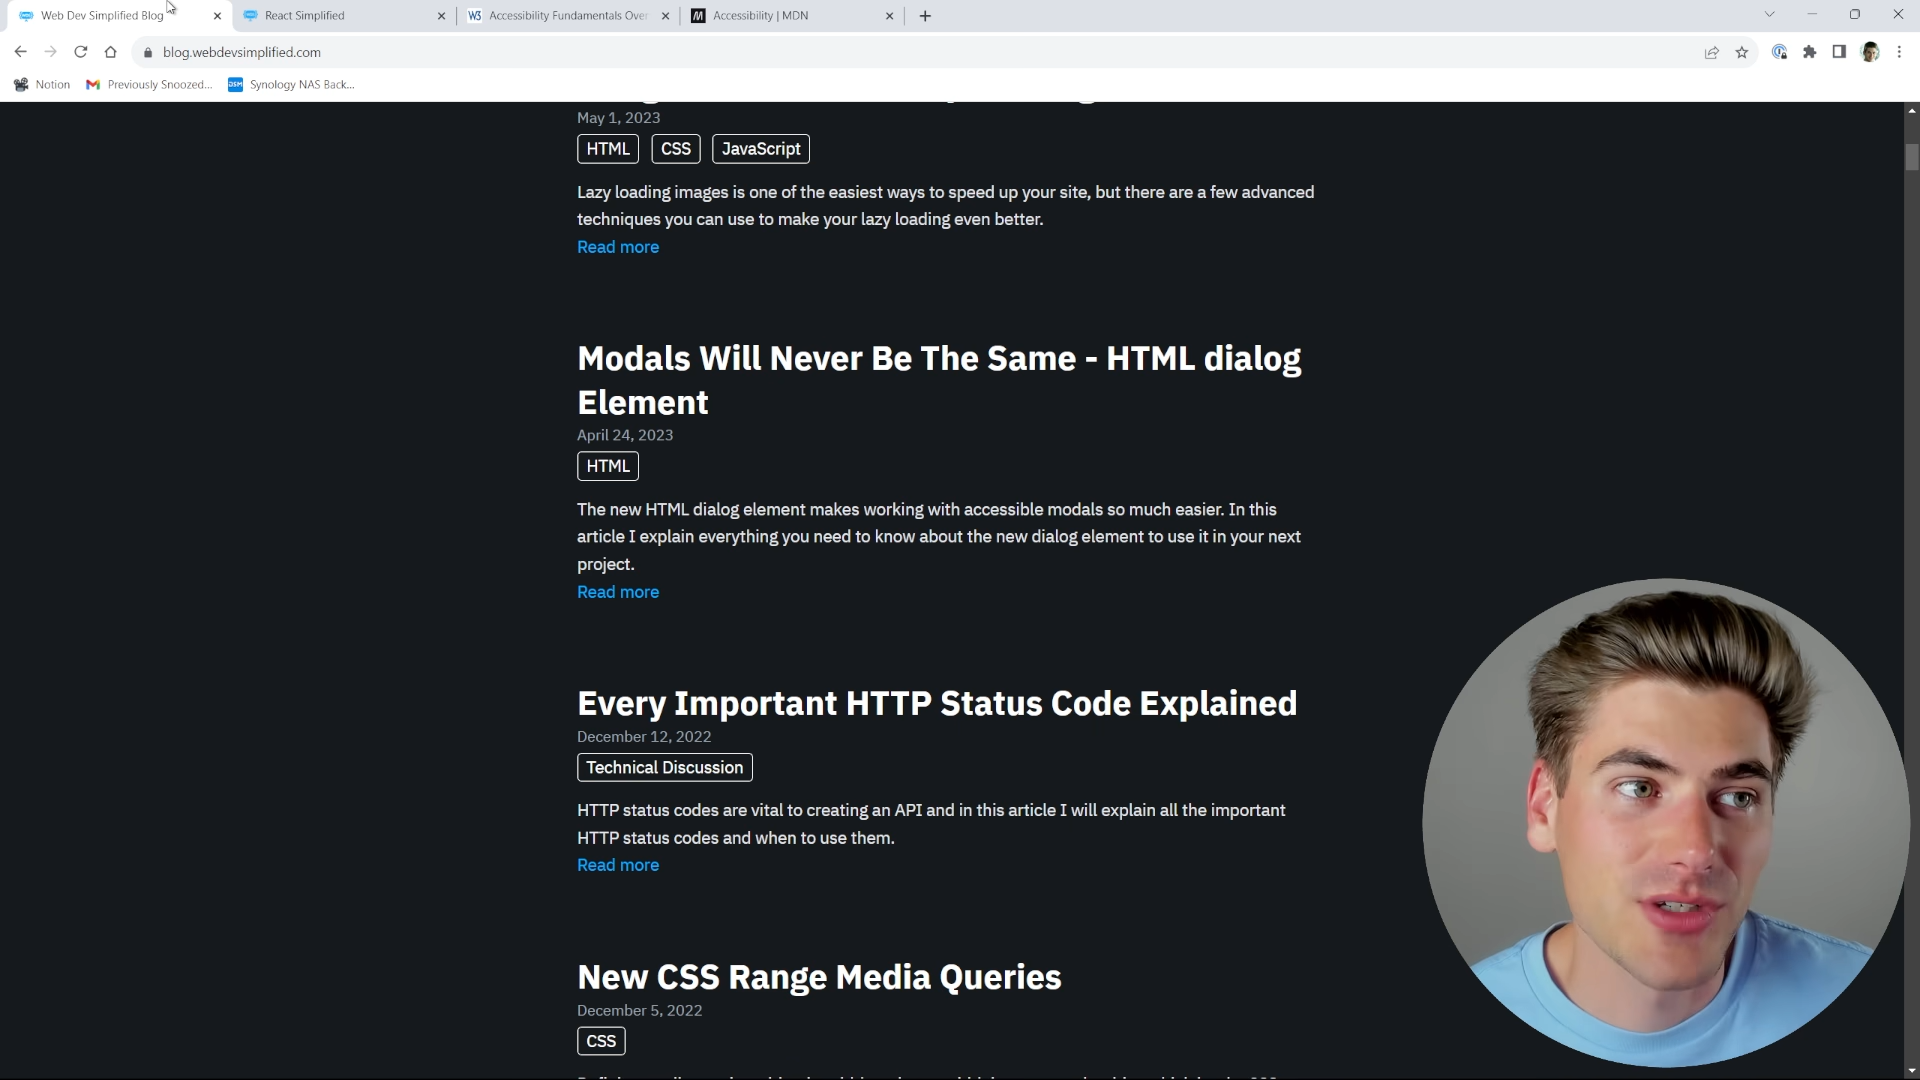 Web Dev Simplified Blog
React Simplified
Accessibility Fundamentals Over
Accessibility | MDN
blog.webdevsimplified.com
Notion
Previously Snoozed...
Synology NAS Back...
May 1, 2023
HTML CSS JavaScript
Lazy loading images is one of the easiest ways to speed up your site, but there are a few advanced
techniques you can use to make your lazy loading even better.
Read more
Modals Will Never Be The Same - HTML dialog
Element
April 24, 2023
HTML
The new HTML dialog element makes working with accessible modals so much easier. In this
article I explain everything you need to know about the new dialog element to use it in your next
project.
Read more
Every Important HTTP Status Code Explained
December 12, 2022
Technical Discussion
HTTP status codes are vital to creating an API and in this article I will explain all the important
HTTP status codes and when to use them.
Read more
New CSS Range Media Queries
December 5, 2022
CSS